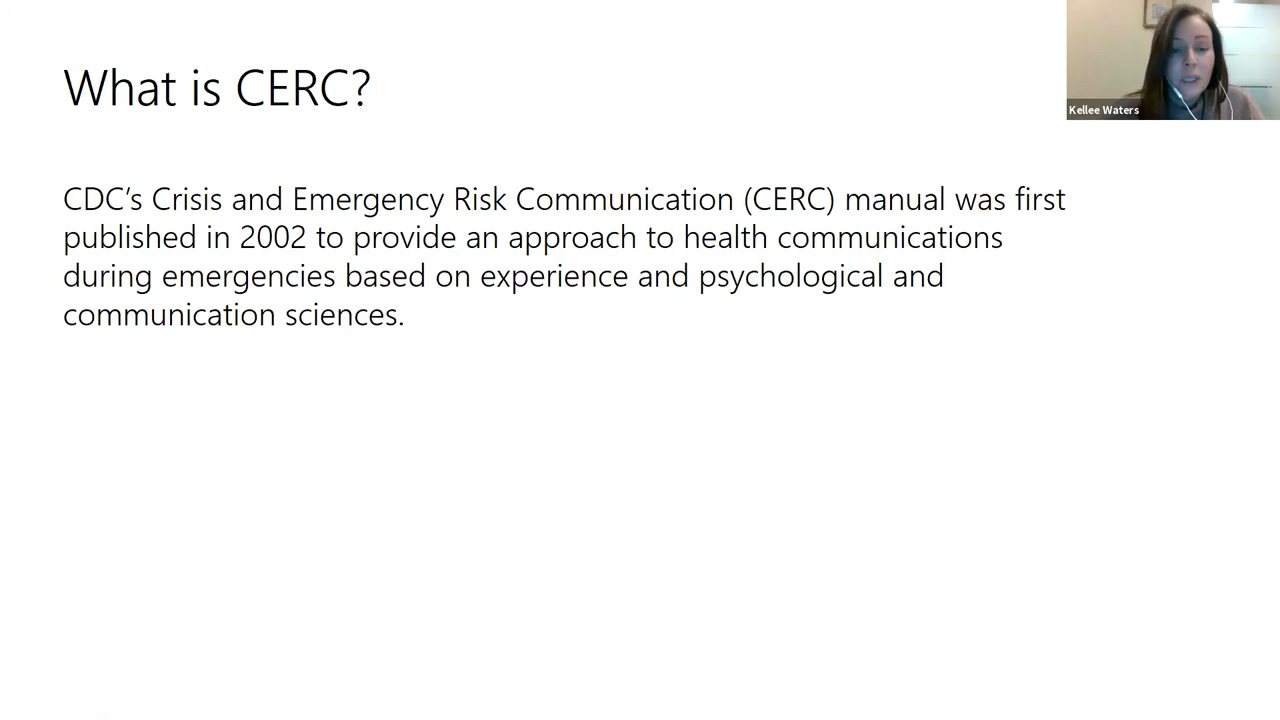 What is CERC?
Kellee Waters
CDC’s Crisis and Emergency Risk Communication (CERC) manual was first
published in 2002 to provide an approach to health communications
during emergencies based on experience and psychological and
communication sciences.